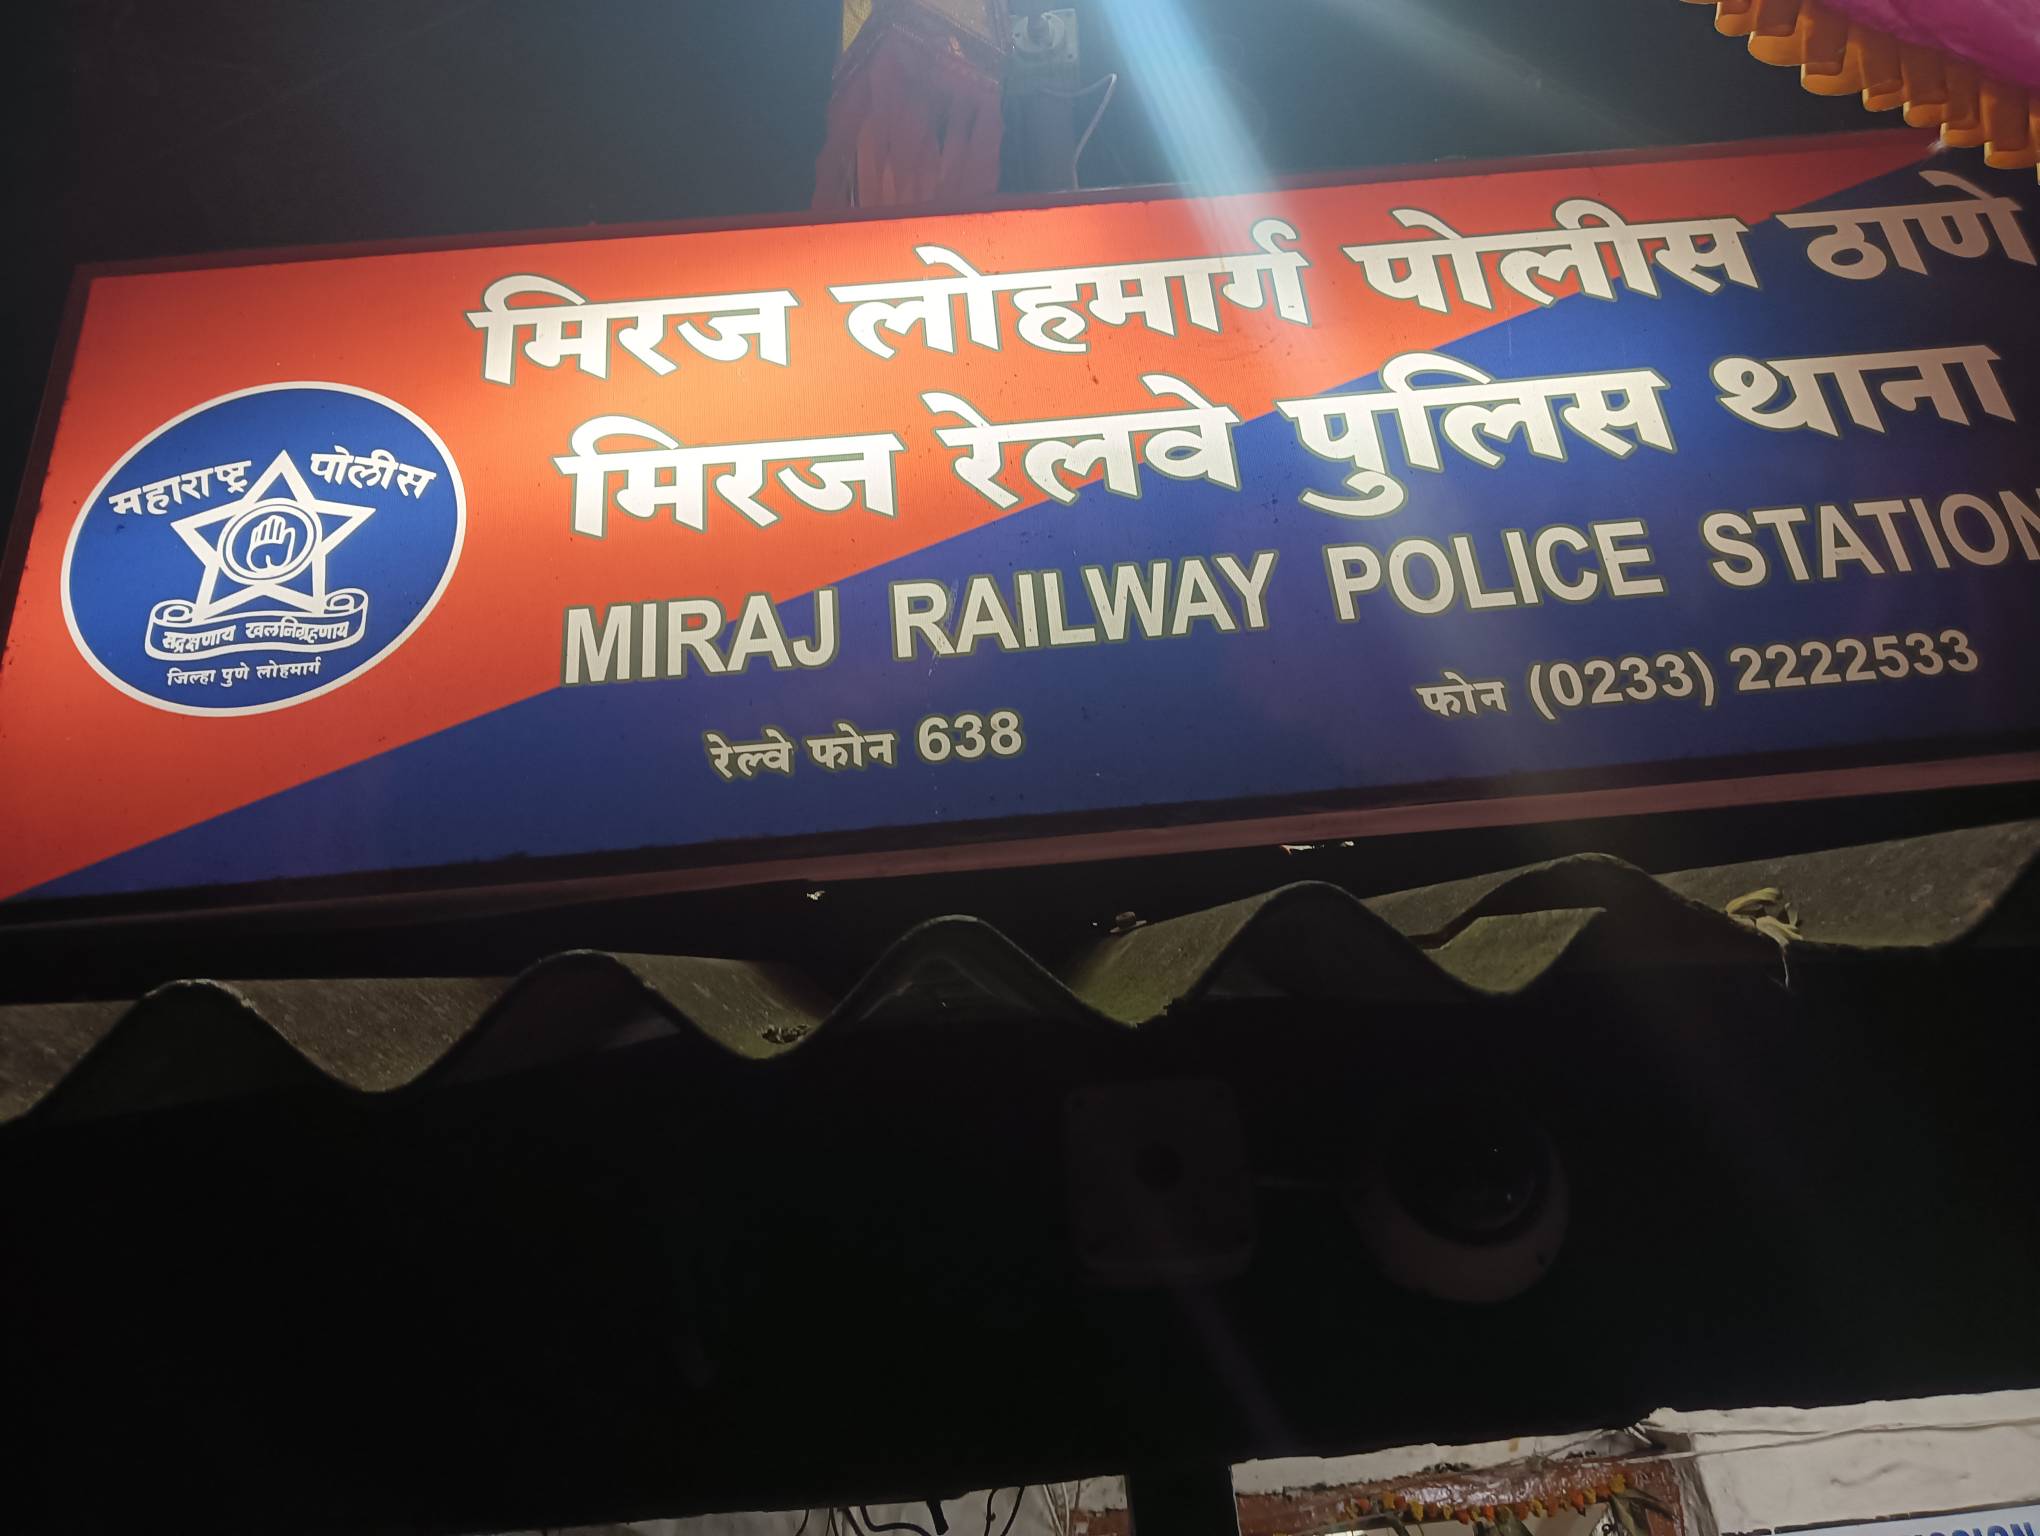 मिरज लोहमार्ग पोलीस ठाणे
मिरज रेलवे पुलिस थाना
MIRAJ RAILWAY POLICE STATION
रेल्वे फोन 638
फोन (0233) 2222533
महाराष्ट्र पोलीस
सद्रक्षणाय खलनिग्रहणाय
जिल्हा पुणे लोहमार्ग